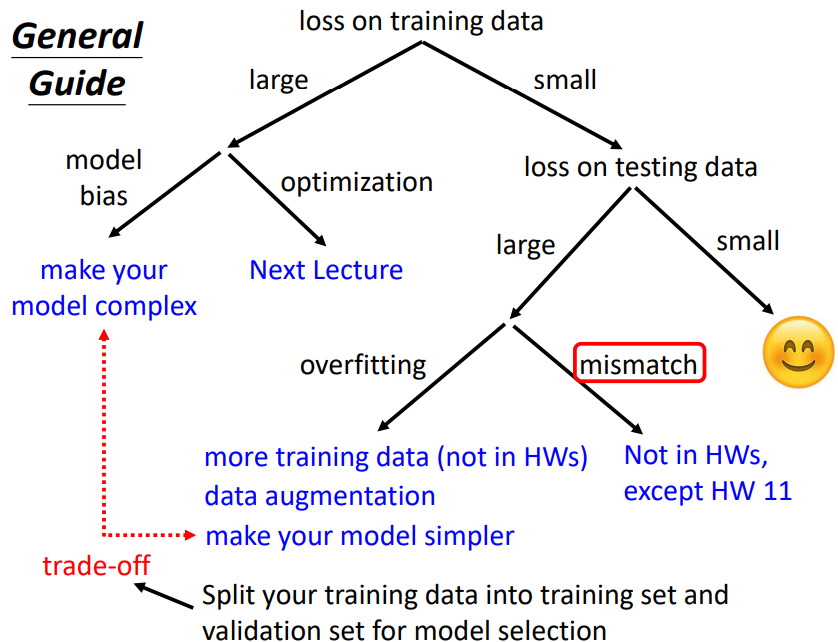 General
Guide
loss on training data
large
small
model
bias
optimization
loss on testing data
make your
model complex
Next Lecture
large
small
overfitting
mismatch
more training data (not in HWs)
data augmentation
make your model simpler
Not in HWs,
except HW 11
trade-off
Split your training data into training set and
validation set for model selection